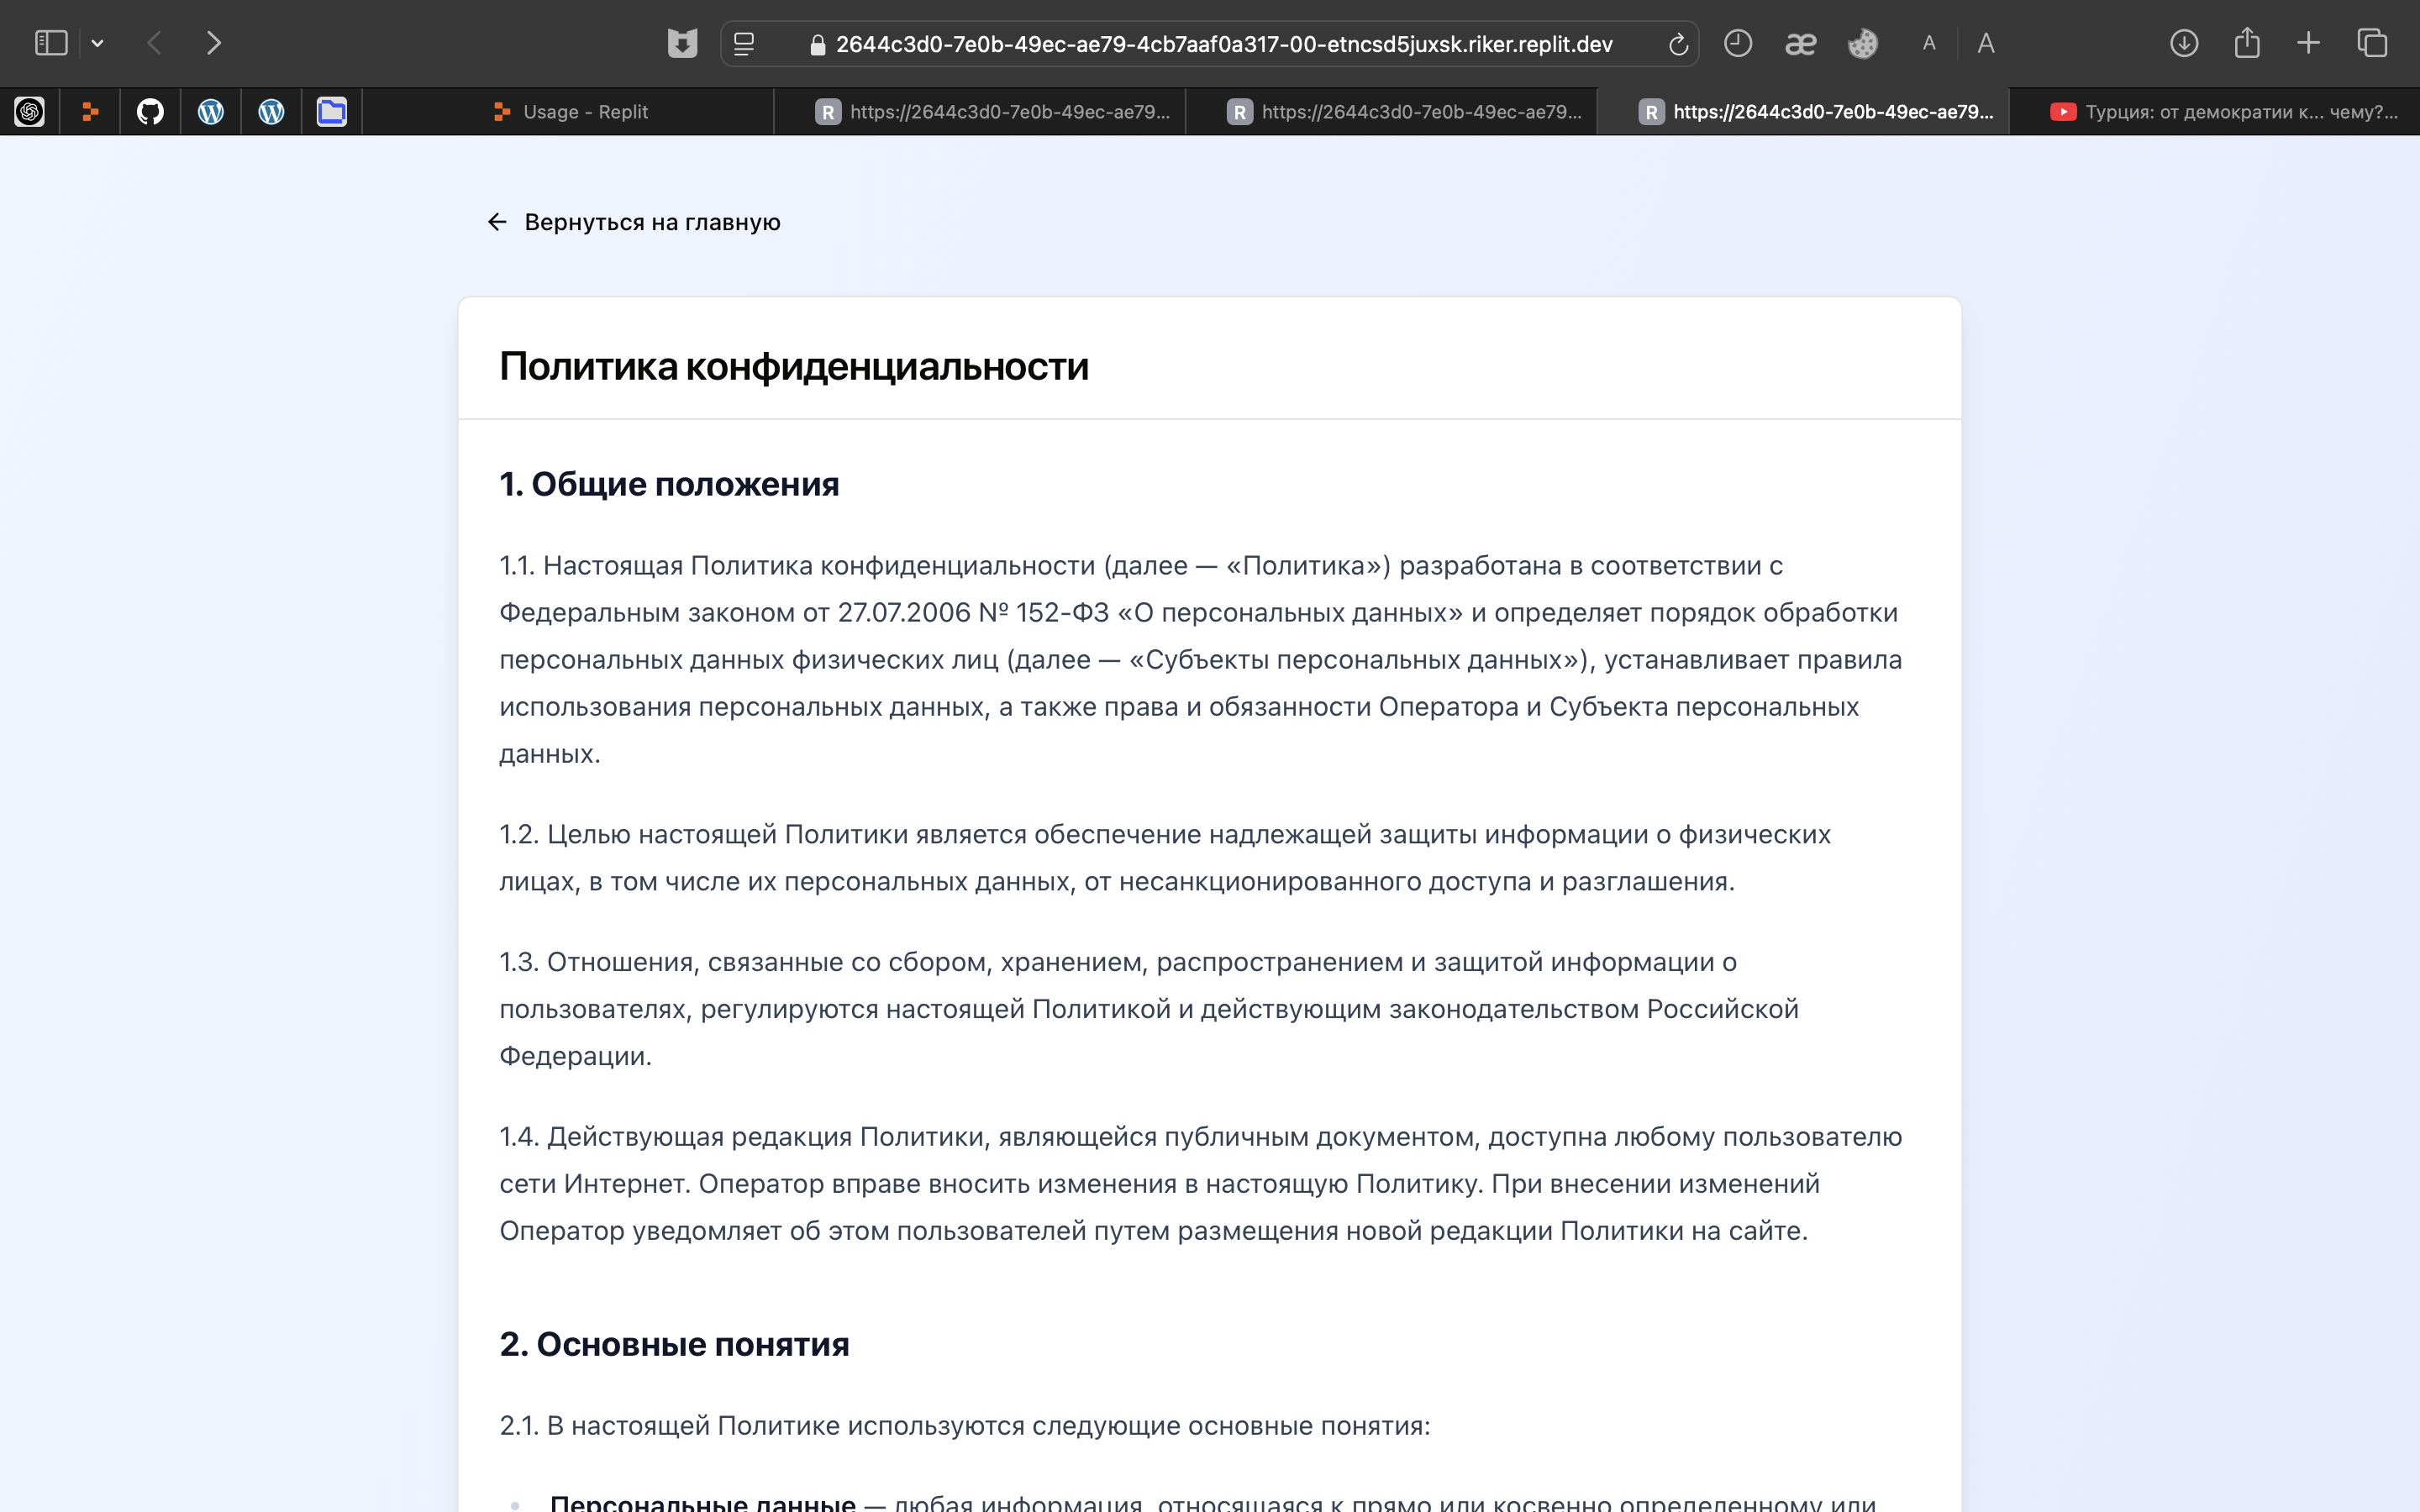 2644c3d0-7e0b-49ec-ae79-4cb7aaf0a317-00-etncsd5juxsk.riker.replit.dev
A
A
Usage - Replit
R https://2644c3d0-7e0b-49ec-ae79...
R https://2644c3d0-7e0b-49ec-ae79...
R https://2644c3d0-7e0b-49ec-ae79...
Турция: от демократии к... чему?...
Вернуться на главную
Политика конфиденциальности
1. Общие положения
1.1. Настоящая Политика конфиденциальности (далее — «Политика») разработана в соответствии с
Федеральным законом от 27.07.2006 № 152-ФЗ «О персональных данных» и определяет порядок обработки
персональных данных физических лиц (далее — «Субъекты персональных данных»), устанавливает правила
использования персональных данных, а также права и обязанности Оператора и Субъекта персональных
данных.
1.2. Целью настоящей Политики является обеспечение надлежащей защиты информации о физических
лицах, в том числе их персональных данных, от несанкционированного доступа и разглашения.
1.3. Отношения, связанные со сбором, хранением, распространением и защитой информации о
пользователях, регулируются настоящей Политикой и действующим законодательством Российской
Федерации.
1.4. Действующая редакция Политики, являющейся публичным документом, доступна любому пользователю
сети Интернет. Оператор вправе вносить изменения в настоящую Политику. При внесении изменений
Оператор уведомляет об этом пользователей путем размещения новой редакции Политики на сайте.
2. Основные понятия
2.1. В настоящей Политике используются следующие основные понятия:
Персональные данные — любая информация, относящаяся к прямо или косвенно определенному или